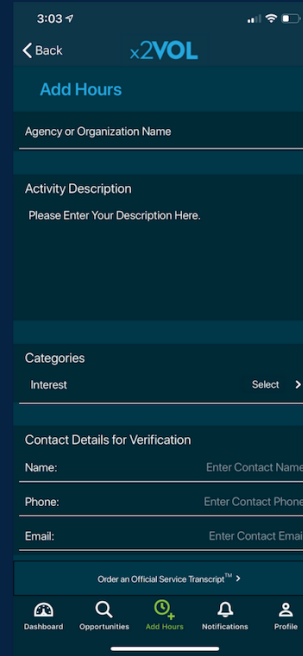 3:03
Back
x2VOL
Add Hours
Agency or Organization Name
Activity Description
Please Enter Your Description Here.
Categories
Interest Select
Contact Details for Verification
Name: Enter Contact Name
Phone: Enter Contact Phone
Email: Enter Contact Email
Order an Official Service Transcript™ >
Dashboard Opportunities Add Hours Notifications Profile